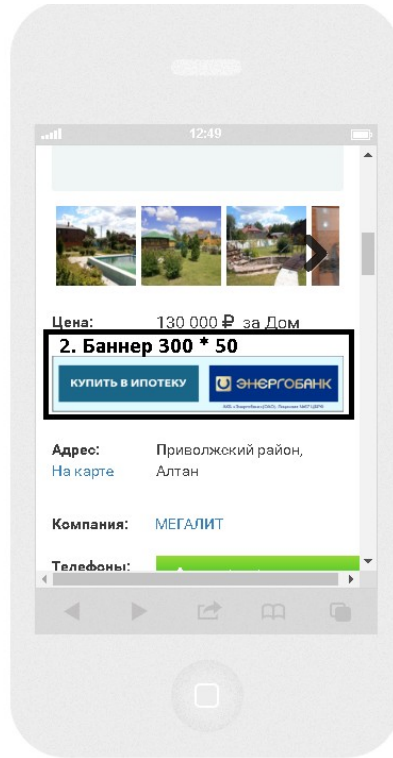 12:49
Цена: 130 000 ₽ за Дом
2. Баннер 300 * 50
КУПИТЬ В ИПОТЕКУ ЭНЕРГОБАНК
Адрес: Приволжский район,
На карте Алтан
Компания: МЕГАЛИТ
Телефоны: